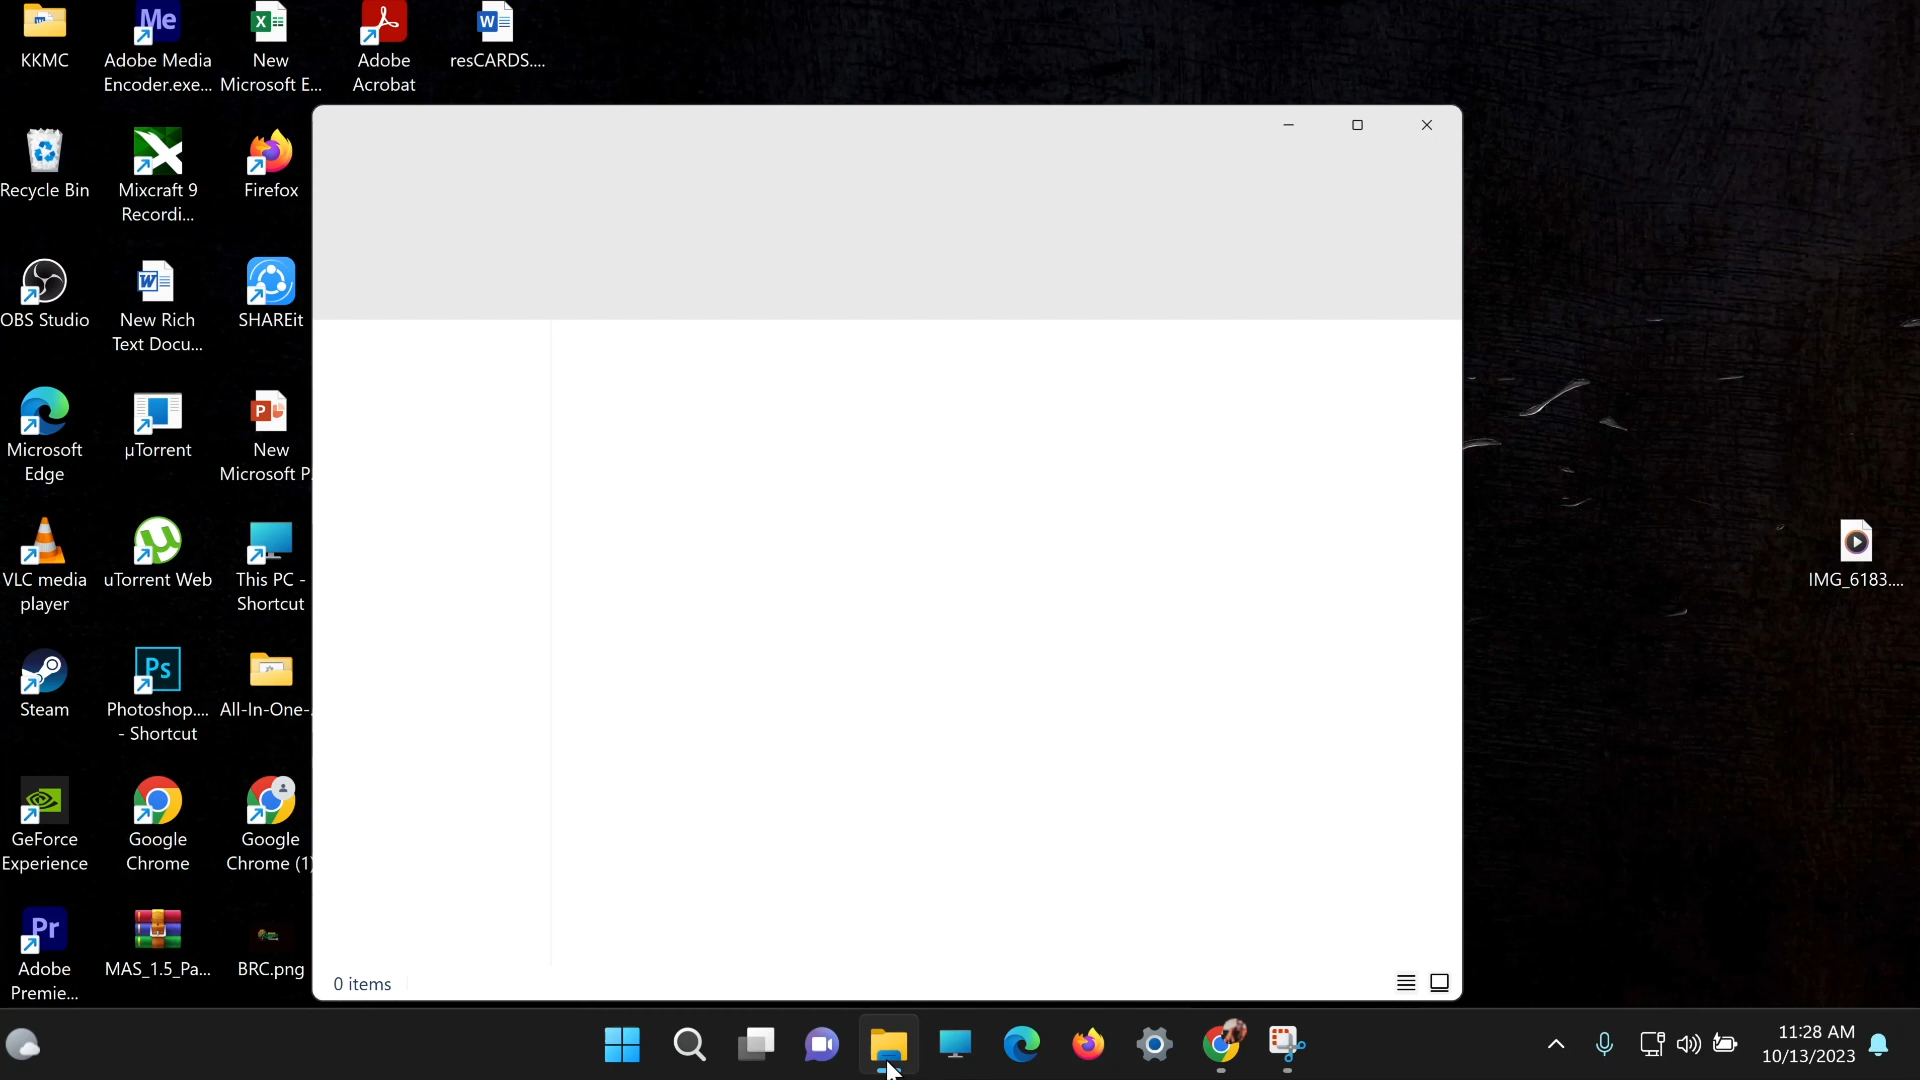 KKMC
Me
Adobe Media
Encoder.exe...
New
Microsoft E...
Adobe
Acrobat
W
resCARDS....
Recycle Bin
Mixcraft 9
Recordi...
Firefox
OBS Studio
W
New Rich
Text Docu...
SHAREit
Microsoft
Edge
µTorrent
P
New
Microsoft P.
VLC media
player
uTorrent Web
This PC -
Shortcut
Steam
Ps
Photoshop....
- Shortcut
All-In-One-.
GeForce
Experience
Google
Chrome
Google
Chrome (1)
Pr
Adobe
Premie...
MAS_1.5_Pa...
BRC.png
IMG_6183....
0 items
11:28 AM
10/13/2023